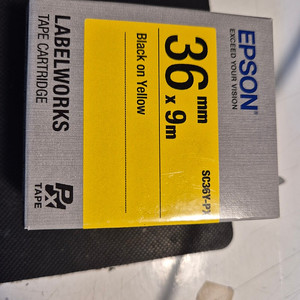 EPSON
EXCEED YOUR VISION
SC36Y-PX
36 mm
x 9m
Black on Yellow
LABELWORKS
TAPE CARTRIDGE
PX
TAPE